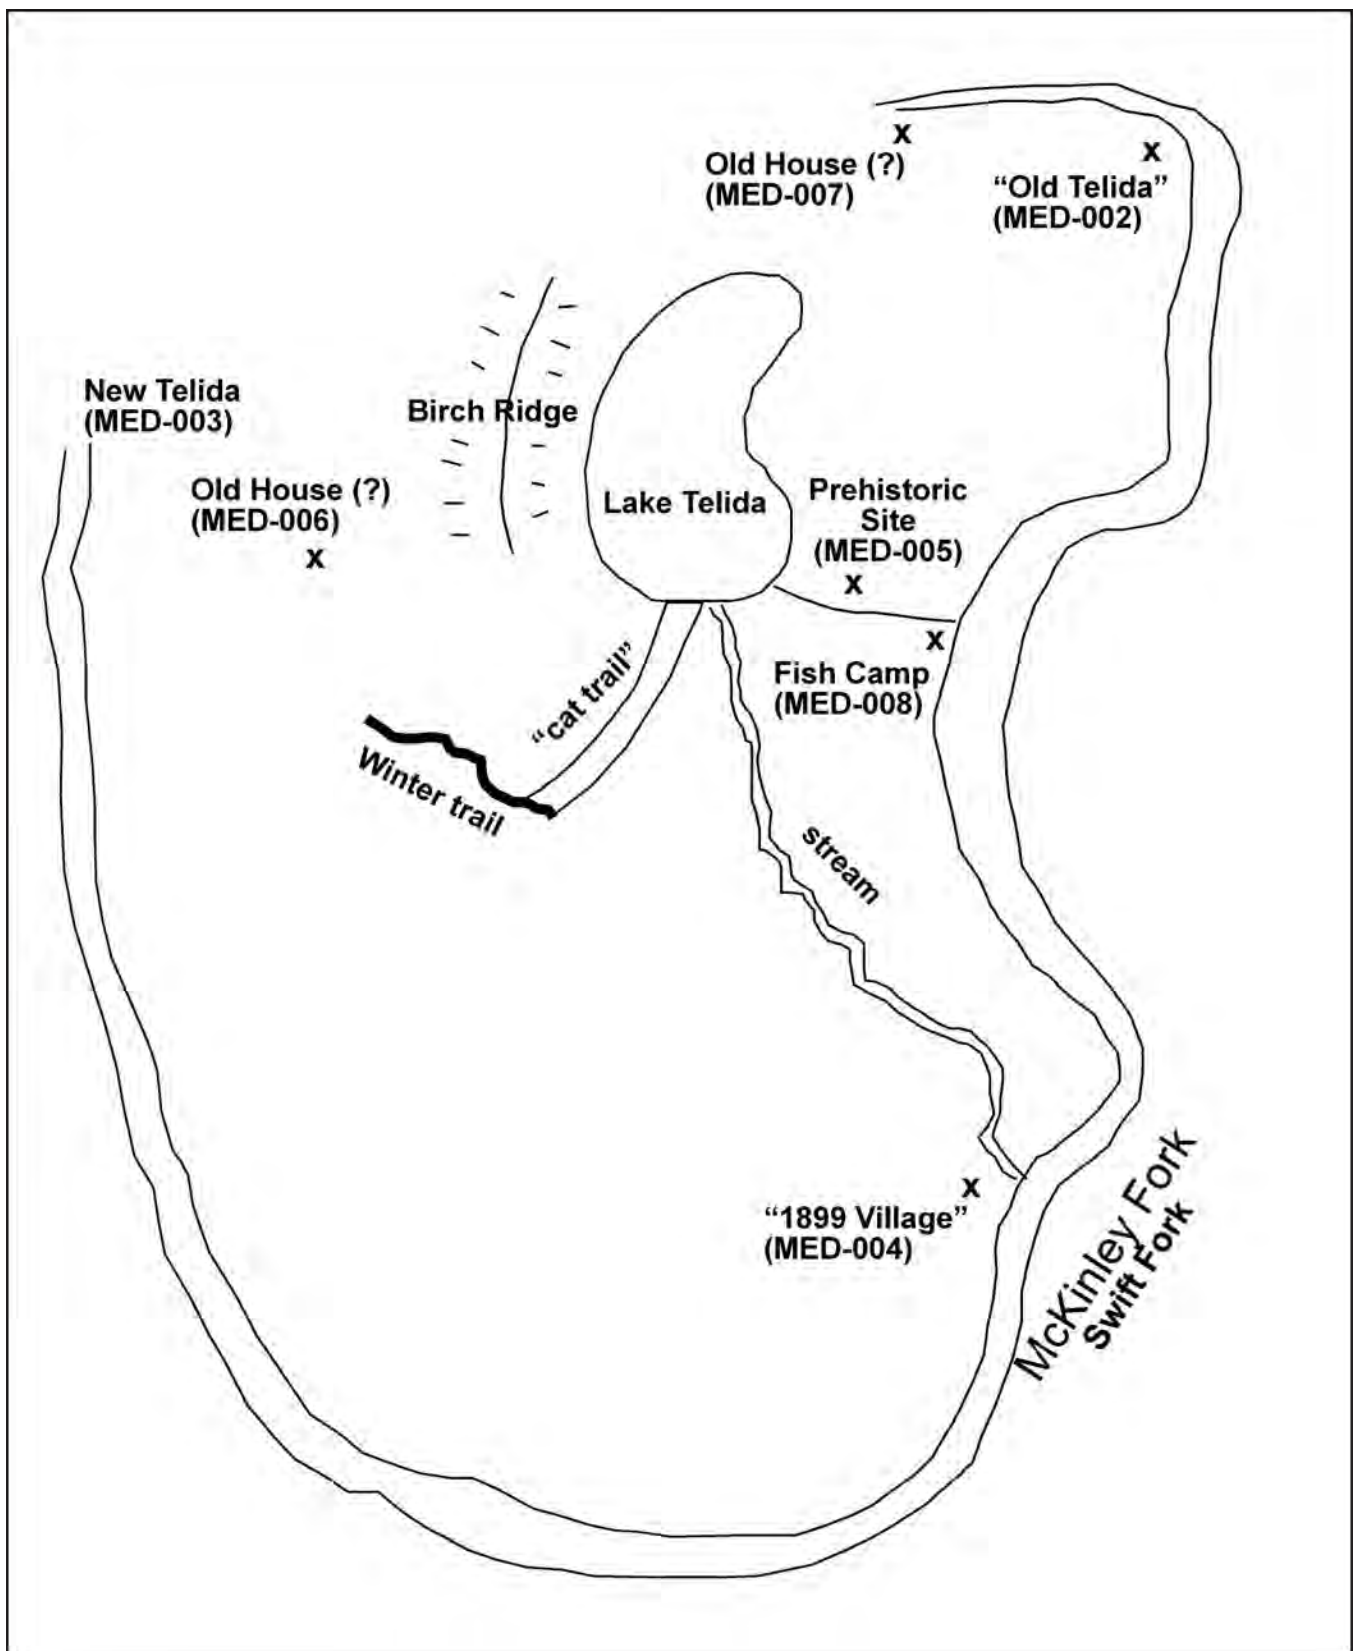 x
x
Old House (?)
(MED-007)
“Old Telida”
(MED-002)
New Telida
(MED-003)
Birch Ridge
Old House (?)
(MED-006)
x
Lake Telida
Prehistoric
Site
(MED-005)
x
x
Fish Camp
(MED-008)
“cat trail”
Winter trail
stream
x
“1899 Village”
(MED-004)
McKinley Fork
Swift Fork